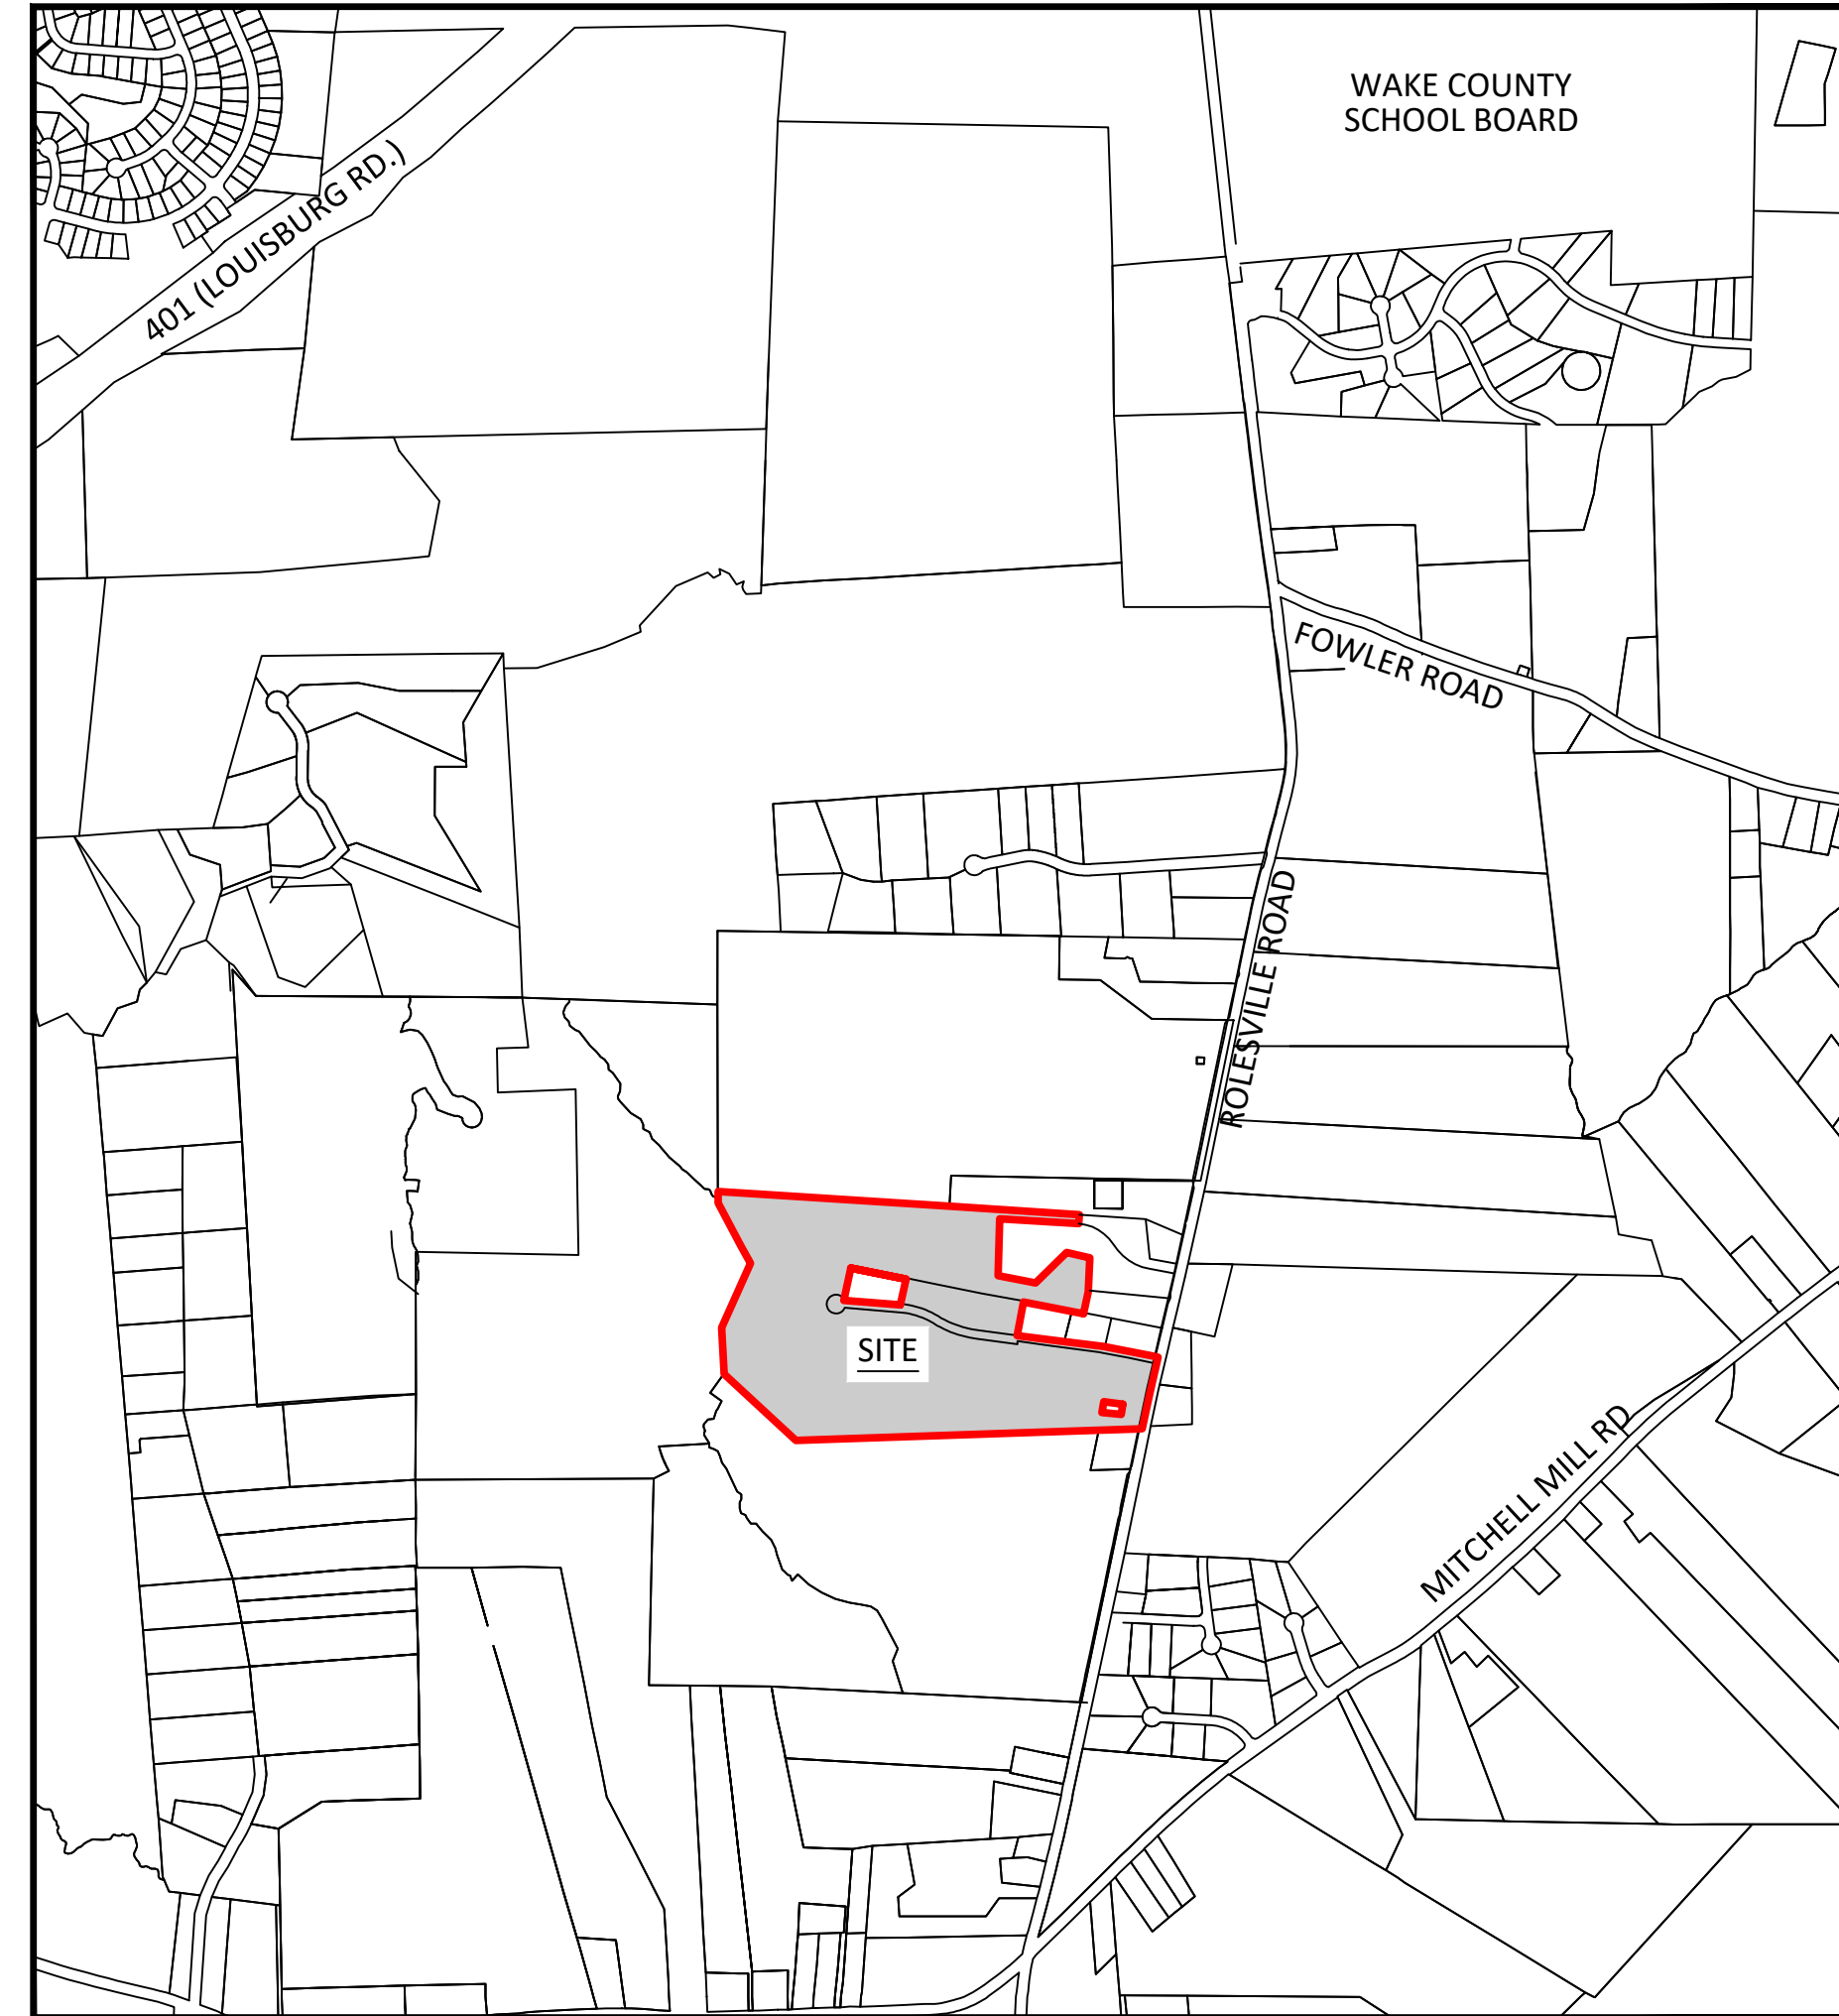 WAKE COUNTY
SCHOOL BOARD
401 (LOUISBURG RD.)
FOWLER ROAD
ROLESVILLE ROAD
SITE
MITCHELL MILL RD